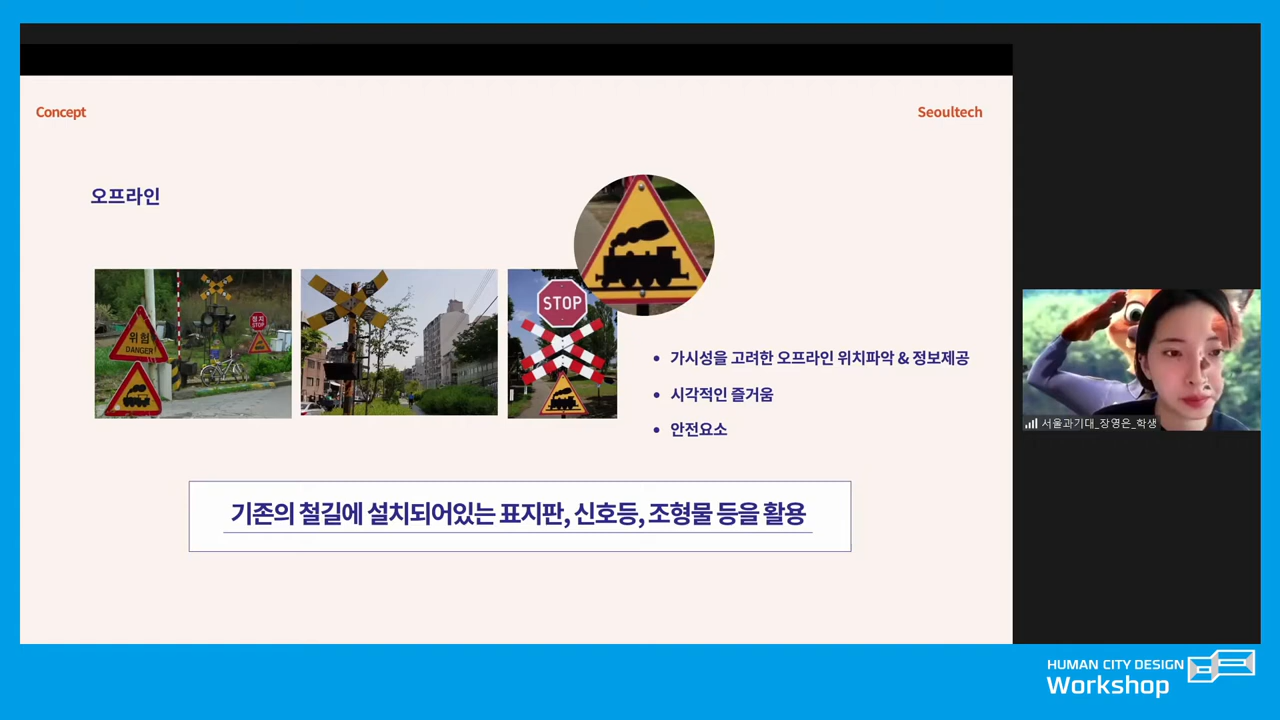 Concept
Seoultech
오프라인
위험
DANGER
정지
STOP
STOP
가시성을 고려한 오프라인 위치파악 & 정보제공
시각적인 즐거움
안전요소
기존의 철길에 설치되어있는 표지판, 신호등, 조형물 등을 활용
서울과기대_장영은_학생
HUMAN CITY DESIGN
Workshop